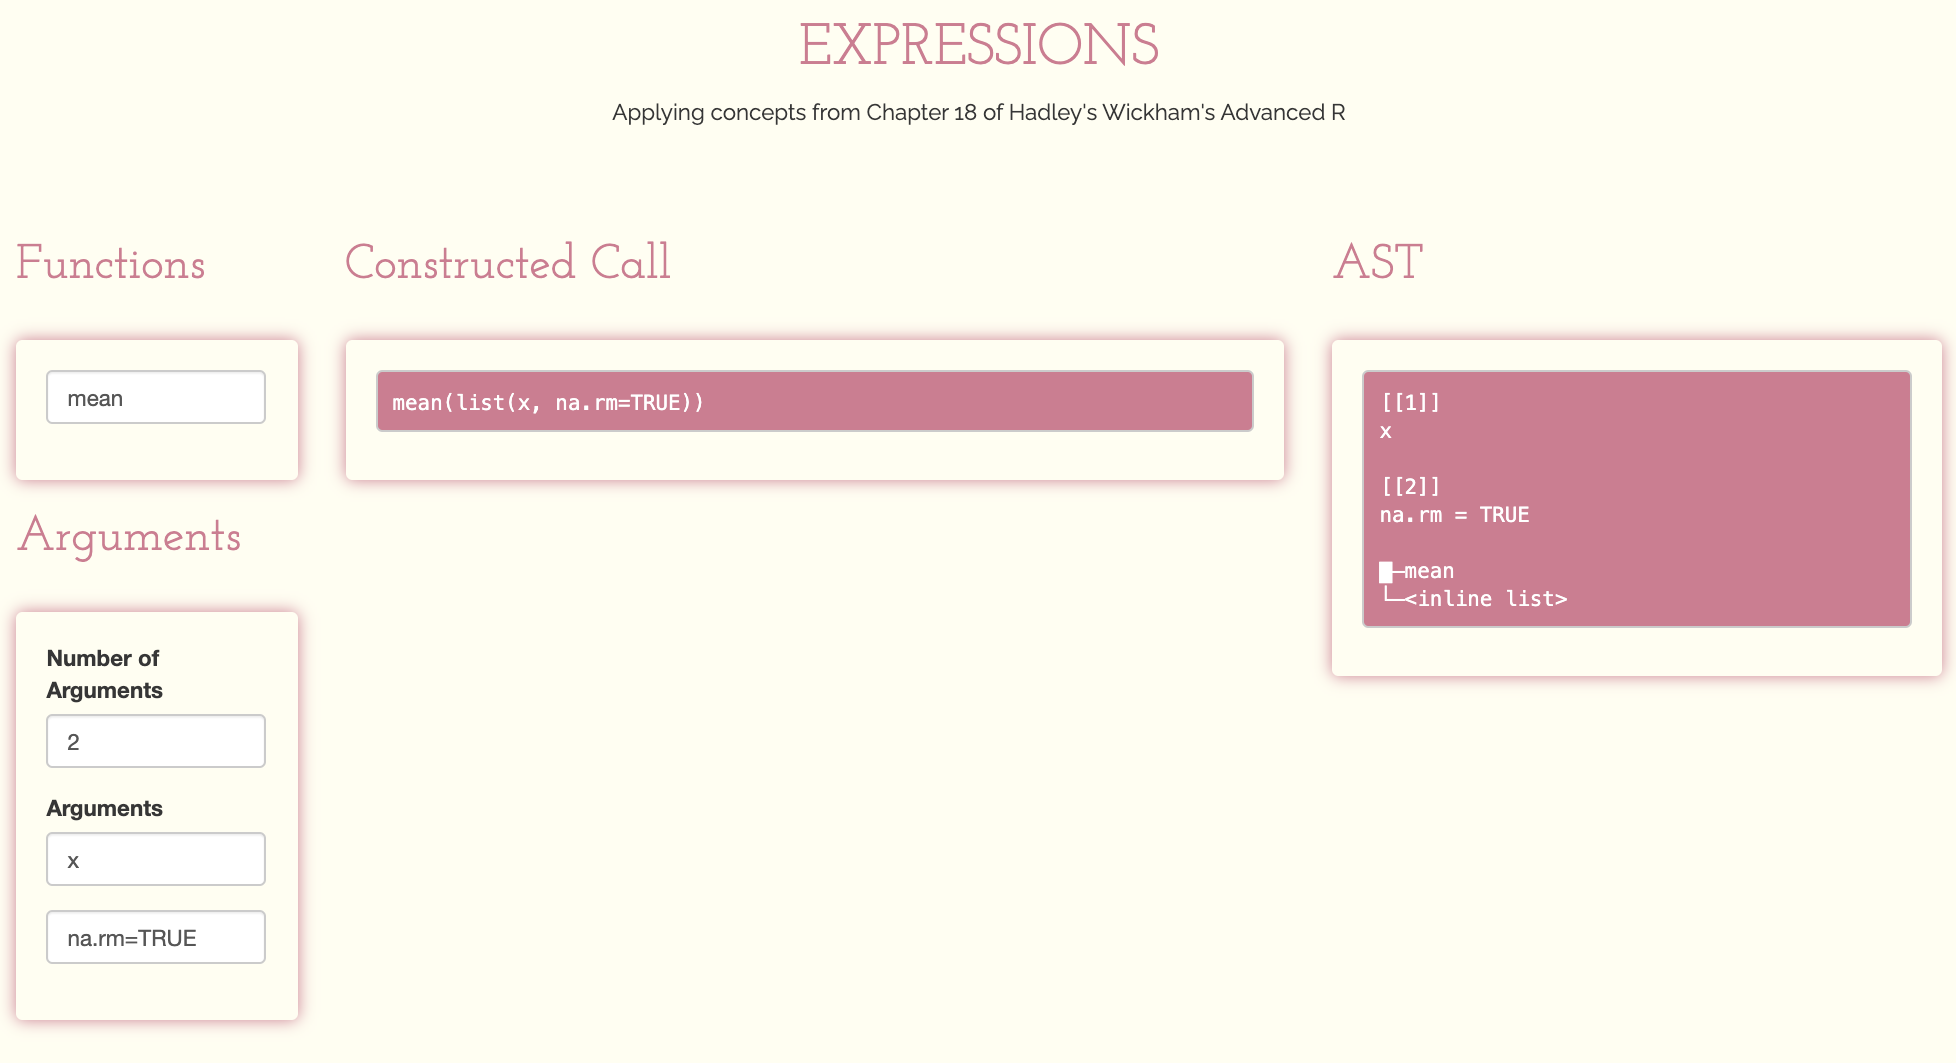 EXPRESSIONS
Applying concepts from Chapter 18 of Hadley's Wickham's Advanced R
Functions
mean
Arguments
Number of
Arguments
2
Arguments
x
na.rm=TRUE
Constructed Call
mean(list(x, na.rm=TRUE))
AST
[[1]]
x
[[2]]
na.rm = TRUE
█─mean
└─<inline list>